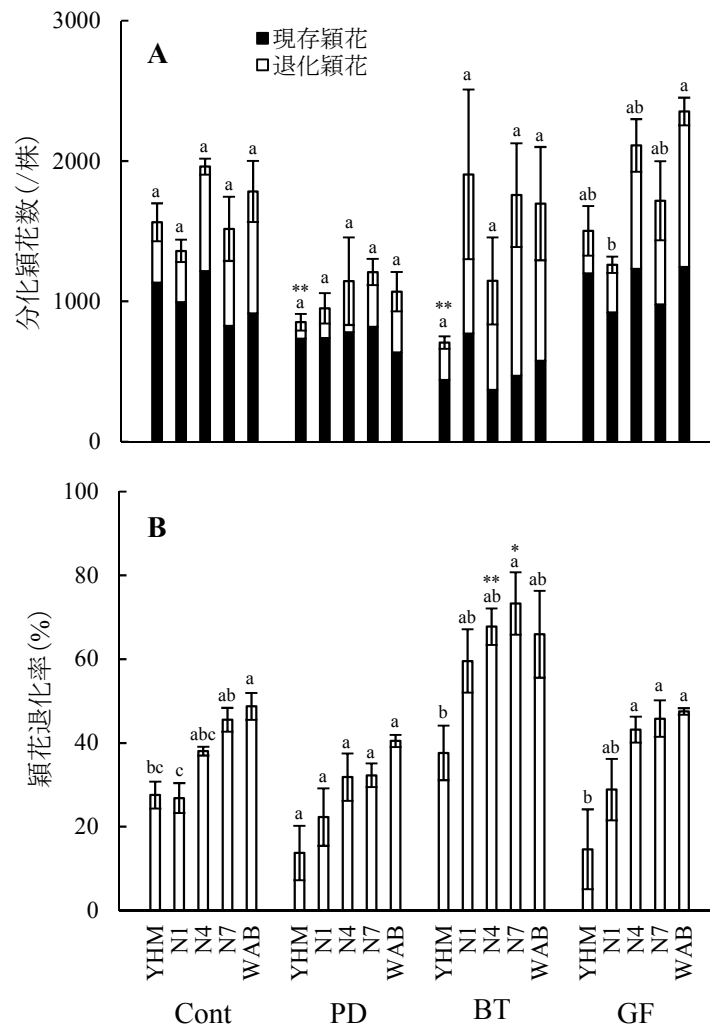 3000
2000
1000
0
分化穎花数(/株)
A
現存穎花
退化穎花
a a a a a
** a a a a a
** a a a a a
ab b ab ab a
100
80
60
40
20
0
穎花退化率(%)
B
bc c abc ab a
a a a a a
b ab ** ab * a ab
b ab a a a
YHM N1 N4 N7 WAB YHM N1 N4 N7 WAB YHM N1 N4 N7 WAB YHM N1 N4 N7 WAB
Cont PD BT GF